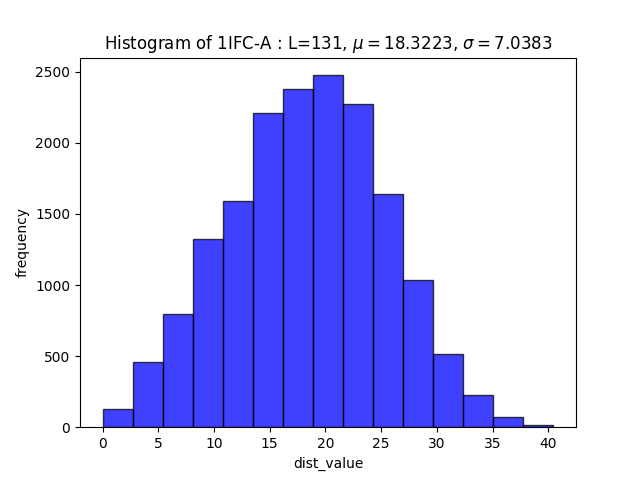 Histogram of 1IFC-A : L=131, μ = 18.3223, σ = 7.0383
2500
2000
1500
1000
500
0
frequency
0 5 10 15 20 25 30 35 40
dist_value